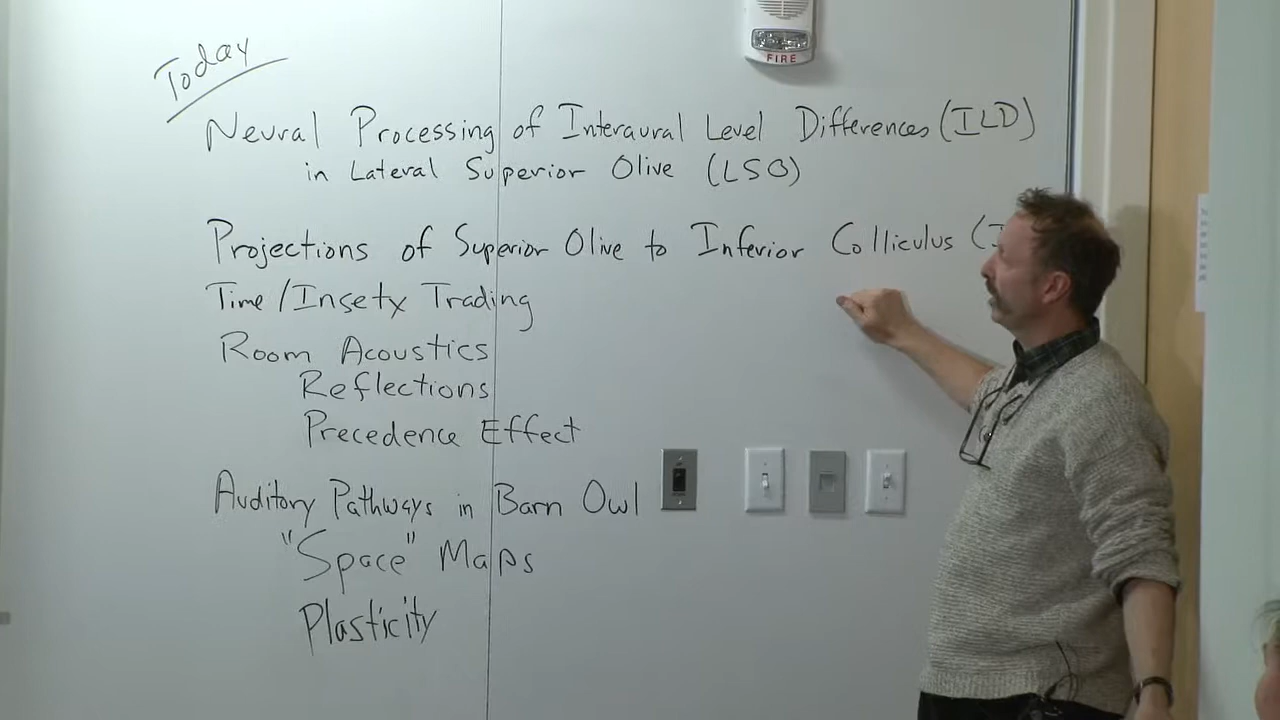 Today
FIRE
Neural Processing of Interaural Level Differences (ILD)
in Lateral Superior Olive (LSO)
Projections of Superior Olive to Inferior Colliculus (I
Time/Insety Trading
Room Acoustics
Reflections
Precedence Effect
Auditory Pathways in Barn Owl
"Space" Maps
Plasticity